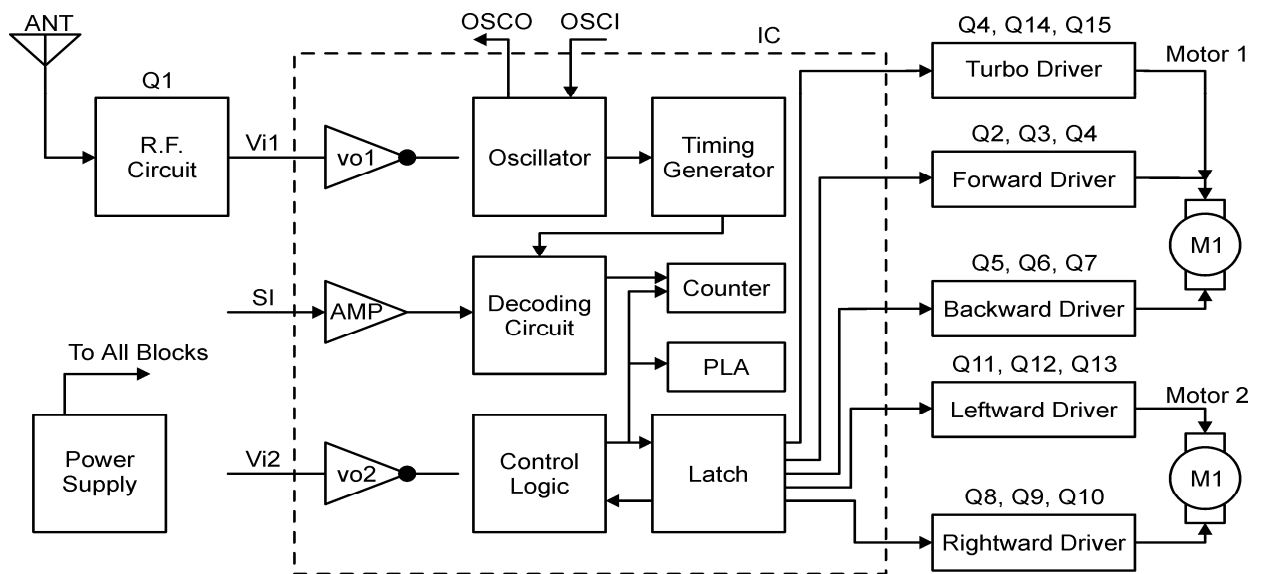 ANT
OSCO
OSCI
IC
Q4, Q14, Q15
Turbo Driver
Motor 1
Q1
R.F.
Circuit
Vi1
vo1
Oscillator
Timing
Generator
Q2, Q3, Q4
Forward Driver
M1
SI
AMP
Decoding
Circuit
Counter
Q5, Q6, Q7
Backward Driver
To All Blocks
PLA
Q11, Q12, Q13
Leftward Driver
Motor 2
Power
Supply
Vi2
vo2
Control
Logic
Latch
M1
Q8, Q9, Q10
Rightward Driver